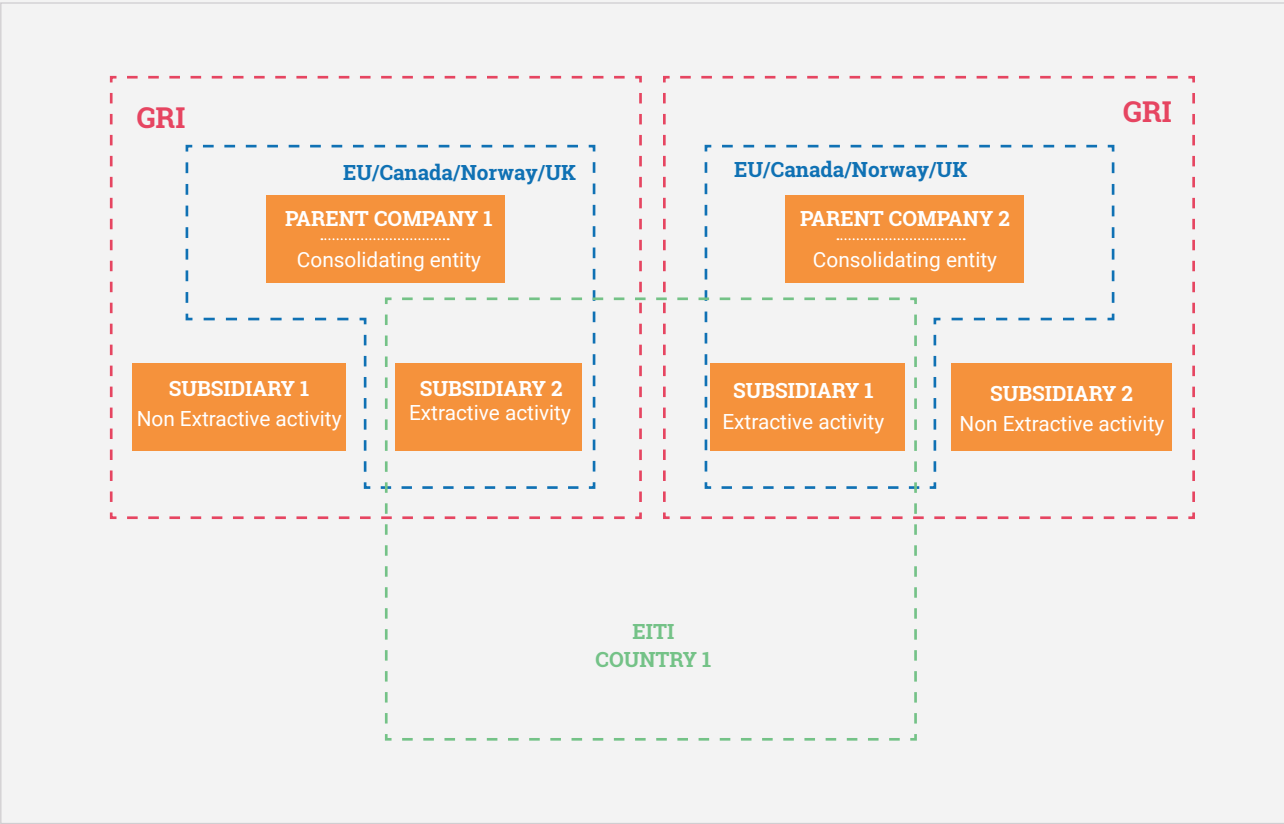 GRI
EU/Canada/Norway/UK
PARENT COMPANY 1
Consolidating entity
SUBSIDIARY 1
Non Extractive activity
SUBSIDIARY 2
Extractive activity
GRI
EU/Canada/Norway/UK
PARENT COMPANY 2
Consolidating entity
SUBSIDIARY 1
Extractive activity
SUBSIDIARY 2
Non Extractive activity
EITI
COUNTRY 1